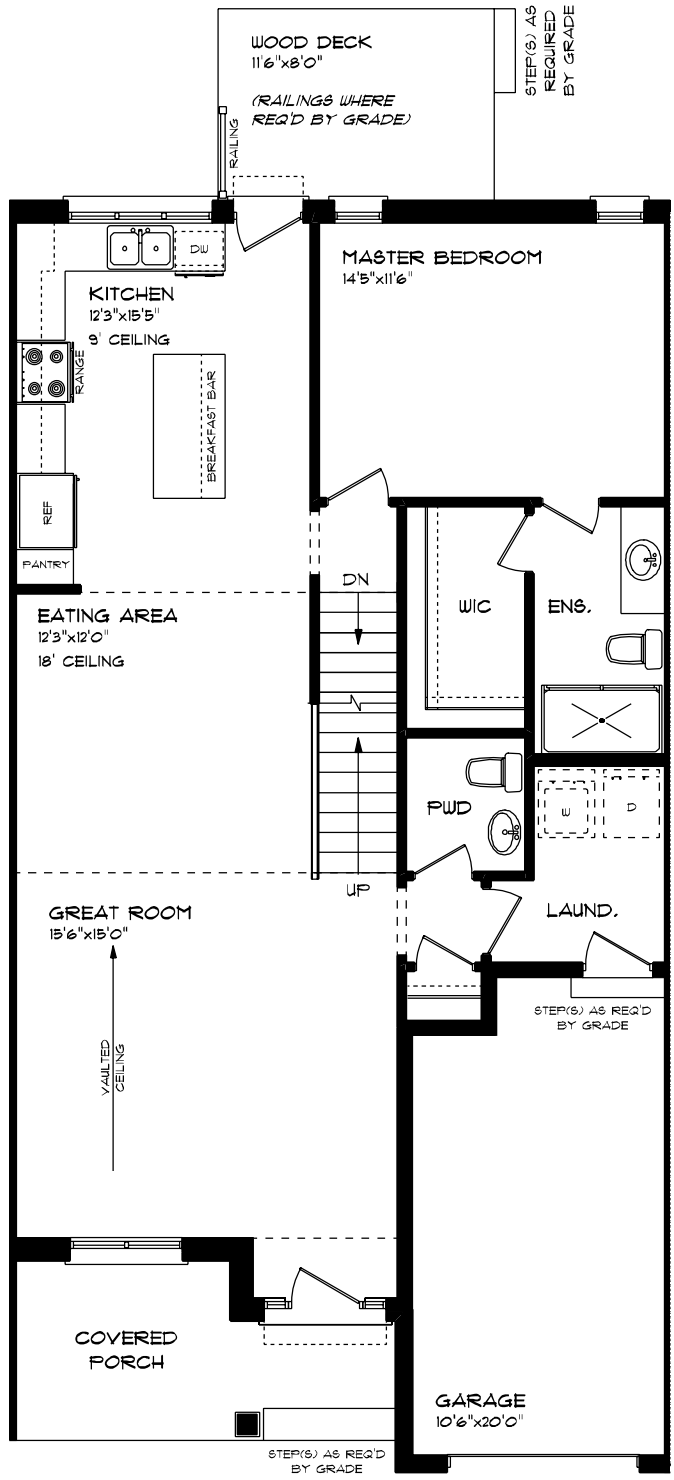 WOOD DECK
11'6"x8'0"
(RAILINGS WHERE
REQ'D BY GRADE)
STEP(S) AS
REQUIRED
BY GRADE
RAILING
DW
KITCHEN
12'3"x15'5"
9' CEILING
RANGE
BREAKFAST BAR
REF
PANTRY
MASTER BEDROOM
14'5"x11'6"
EATING AREA
12'3"x12'0"
18' CEILING
DN
WIC
ENS.
PWD
W
D
UP
GREAT ROOM
15'6"x15'0"
LAUND.
STEP(S) AS REQ'D
BY GRADE
VAULTED
CEILING
COVERED
PORCH
GARAGE
10'6"x20'0"
STEP(S) AS REQ'D
BY GRADE